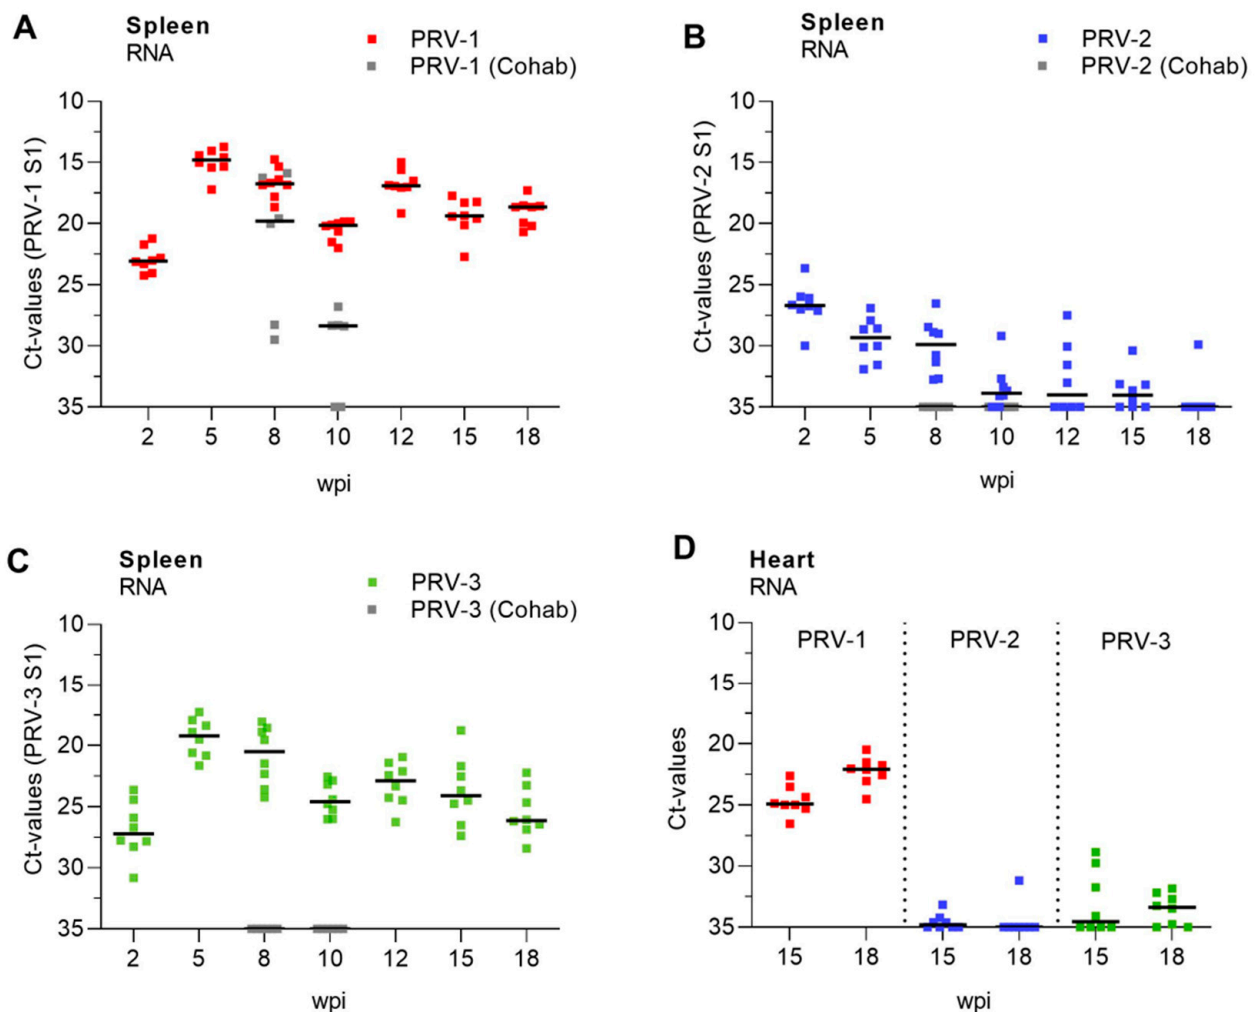 A
Spleen
RNA
PRV-1
PRV-1 (Cohab)
Ct-values (PRV-1 S1)
10
15
20
25
30
35
2 5 8 10 12 15 18
wpi
B
Spleen
RNA
PRV-2
PRV-2 (Cohab)
Ct-values (PRV-2 S1)
10
15
20
25
30
35
2 5 8 10 12 15 18
wpi
C
Spleen
RNA
PRV-3
PRV-3 (Cohab)
Ct-values (PRV-3 S1)
10
15
20
25
30
35
2 5 8 10 12 15 18
wpi
D
Heart
RNA
PRV-1 PRV-2 PRV-3
Ct-values
10
15
20
25
30
35
15 18 15 18 15 18
wpi